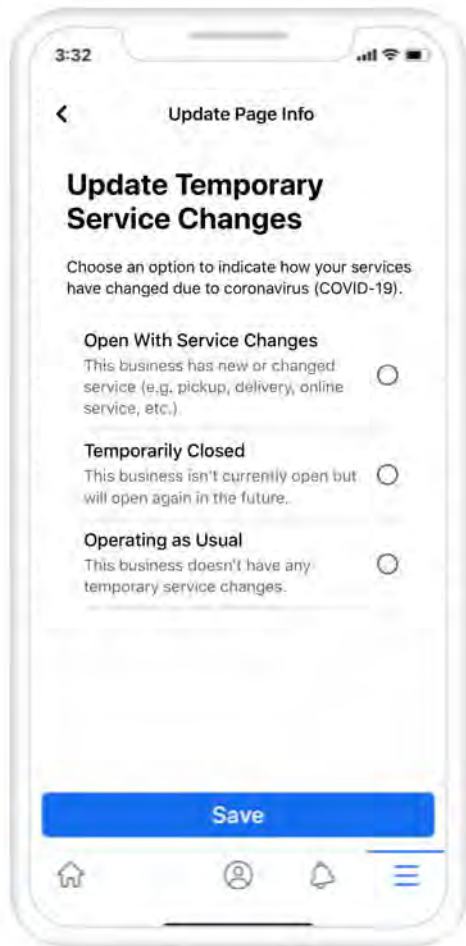 3:32
Update Page Info
Update Temporary
Service Changes
Choose an option to indicate how your services
have changed due to coronavirus (COVID-19).
Open With Service Changes
This business has new or changed
service (e.g. pickup, delivery, online
service, etc.)
Temporarily Closed
This business isn't currently open but
will open again in the future.
Operating as Usual
This business doesn't have any
temporary service changes.
Save